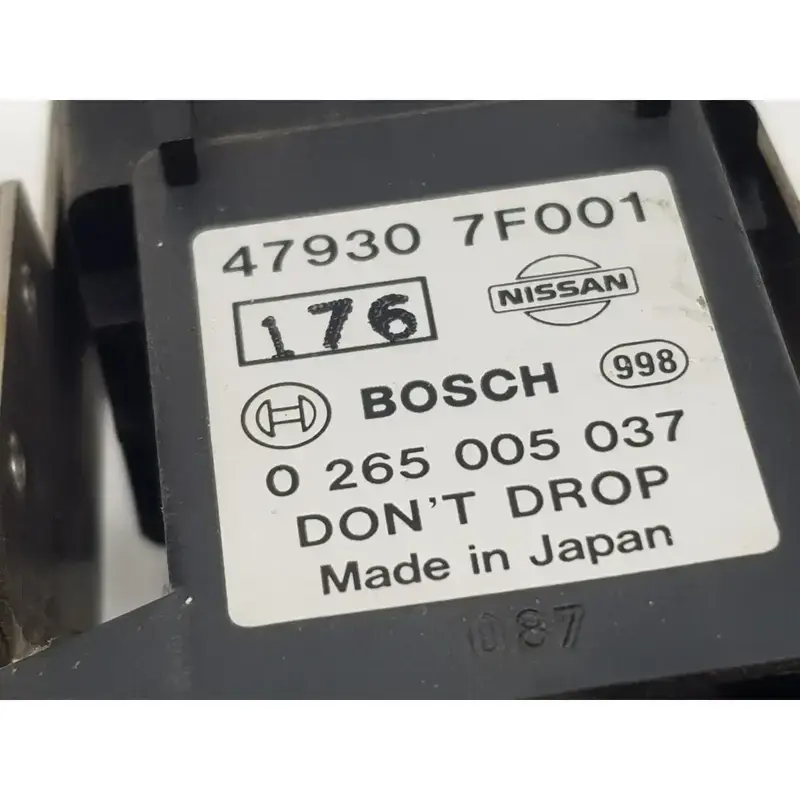 47930 7F001
176 NISSAN
BOSCH 998
0 265 005 037
DON'T DROP
Made in Japan
087